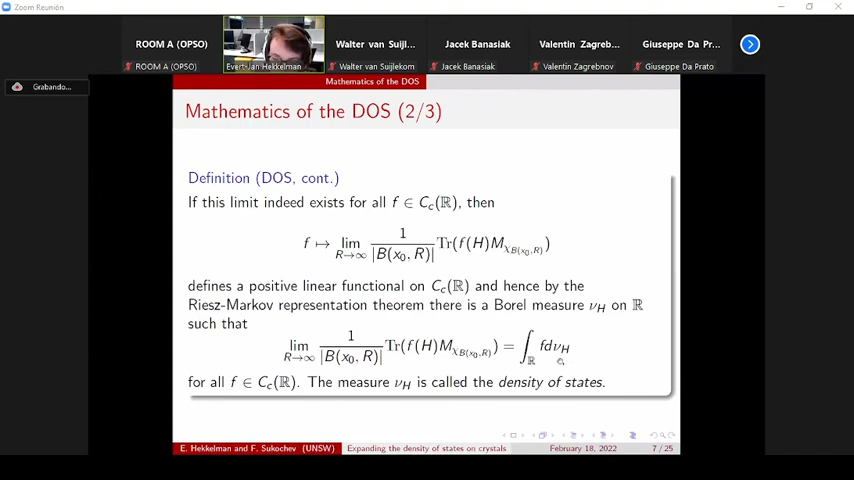 Zoom Reunión
ROOM A (OPSO)
Walter van Suijl...
Jacek Banasiak
Valentin Zagreb...
Giuseppe Da Pr...
ROOM A (OPSO)
Evert-Jan Hekkelman
Walter van Suijlekom
Jacek Banasiak
Valentin Zagrebnov
Giuseppe Da Prato
Grabando...
Mathematics of the DOS
Mathematics of the DOS (2/3)
Definition (DOS, cont.)
If this limit indeed exists for all f ∈ C_c(ℝ), then
f ↦ lim_{R→∞} 1/|B(x_0, R)| Tr(f(H)M_{χ_{B(x_0,R)}})
defines a positive linear functional on C_c(ℝ) and hence by the
Riesz-Markov representation theorem there is a Borel measure ν_H on ℝ
such that
lim_{R→∞} 1/|B(x_0, R)| Tr(f(H)M_{χ_{B(x_0,R)}}) = ∫_ℝ fdν_H
for all f ∈ C_c(ℝ). The measure ν_H is called the density of states.
E. Hekkelman and F. Sukochev (UNSW)
Expanding the density of states on crystals
February 18, 2022
7 / 25